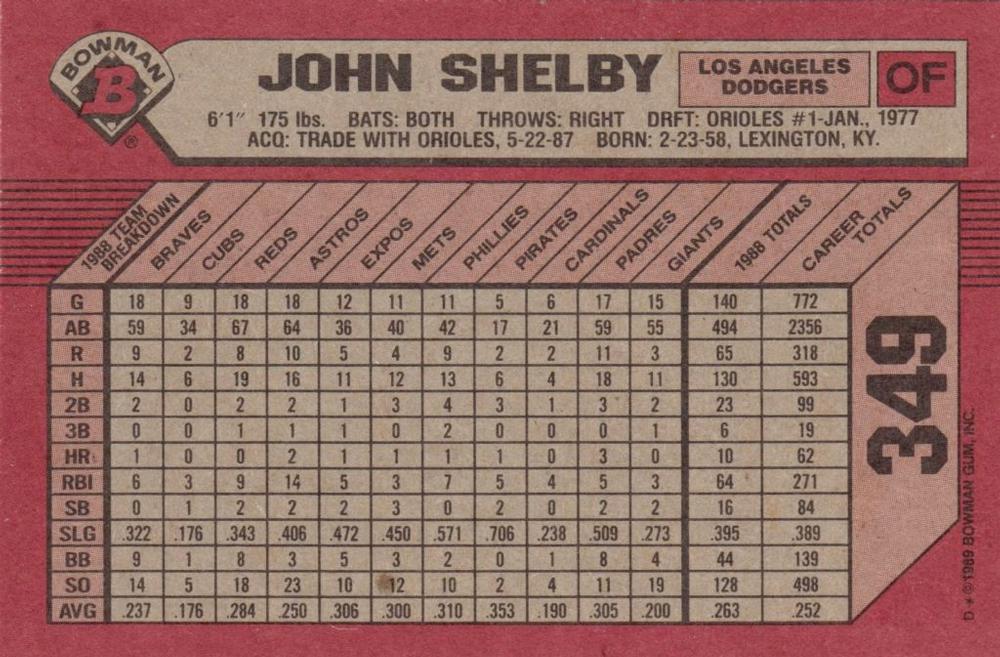 BOWMAN
B
®
JOHN SHELBY
LOS ANGELES
DODGERS
OF
6'1" 175 lbs. BATS: BOTH THROWS: RIGHT DRFT: ORIOLES #1-JAN., 1977
ACQ: TRADE WITH ORIOLES, 5-22-87 BORN: 2-23-58, LEXINGTON, KY.
1988 TEAM BREAKDOWN BRAVES CUBS REDS ASTROS EXPOS METS PHILLIES PIRATES CARDINALS PADRES GIANTS 1988 TOTALS CAREER TOTALS
G 18 9 18 18 12 11 11 5 6 17 15 140 772
AB 59 34 67 64 36 40 42 17 21 59 55 494 2356
R 9 2 8 10 5 4 9 2 2 11 3 65 318
H 14 6 19 16 11 12 13 6 4 18 11 130 593
2B 2 0 2 2 1 3 4 3 1 3 2 23 99
3B 0 0 1 1 1 0 2 0 0 0 1 6 19
HR 1 0 0 2 1 1 1 1 0 3 0 10 62
RBI 6 3 9 14 5 3 7 5 4 5 3 64 271
SB 0 1 2 2 2 3 0 2 0 2 2 16 84
SLG .322 .176 .343 .406 .472 .450 .571 .706 .238 .509 .273 .395 .389
BB 9 1 8 3 5 3 2 0 1 8 4 44 139
SO 14 5 18 23 10 12 10 2 4 11 19 128 498
AVG .237 .176 .284 .250 .306 .300 .310 .353 .190 .305 .200 .263 .252
349
D * © 1989 BOWMAN GUM, INC.